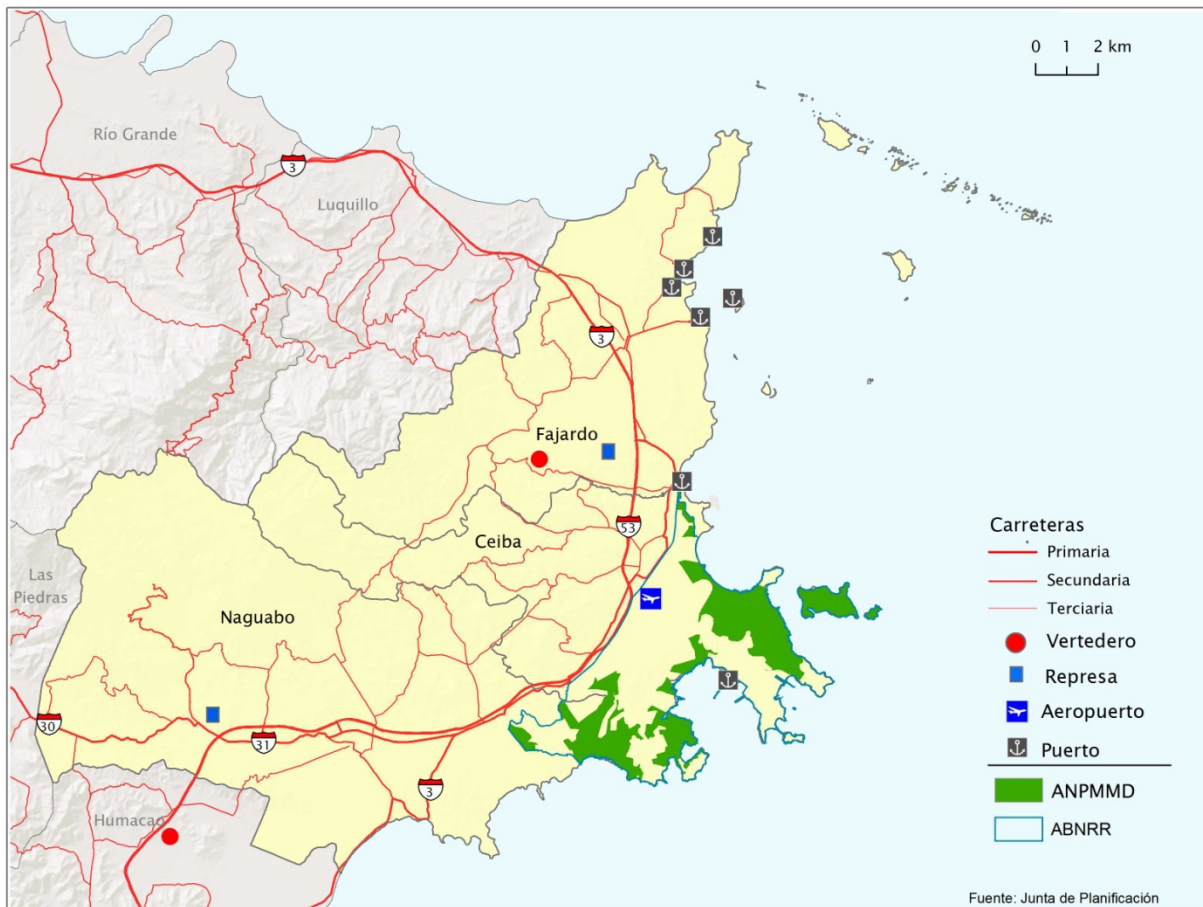 0 1 2 km
Río Grande
3
Luquillo
3
Fajardo
53
Ceiba
Las
Piedras
Naguabo
30
31
3
Humacao
Carreteras
Primaria
Secundaria
Terciaria
Vertedero
Represa
Aeropuerto
Puerto
ANPMMD
ABNRR
Fuente: Junta de Planificación